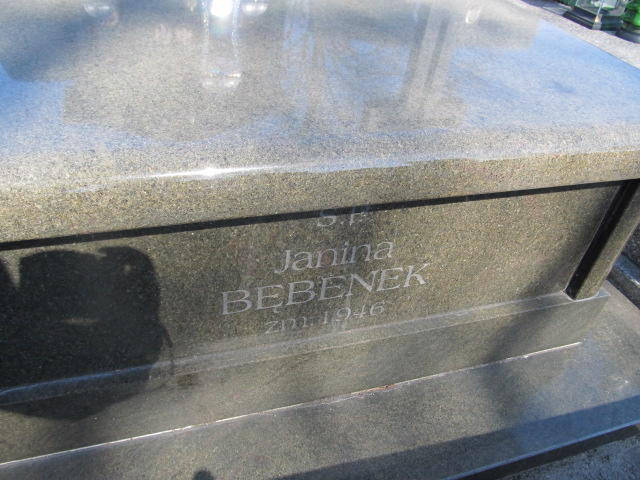 Ś.P.
Janina
BĘBENEK
zm. 1946